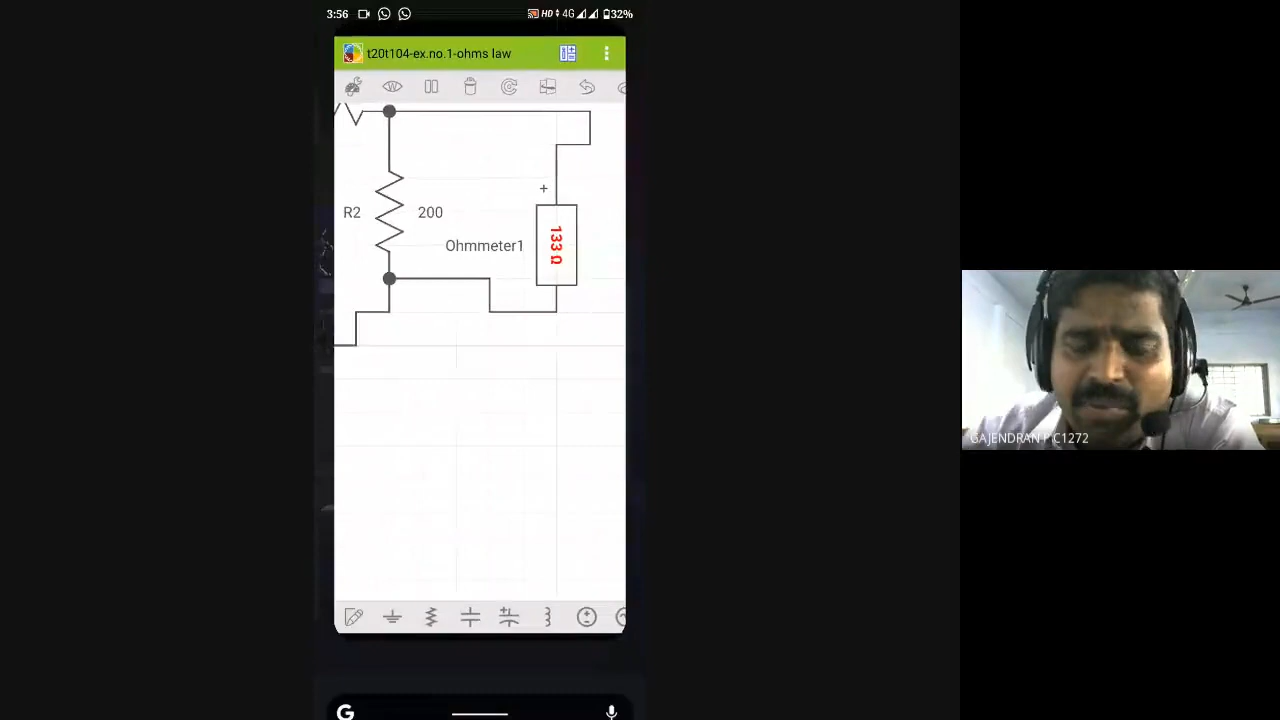 3:56 HD 4G 32%
t20t104-ex.no.1-ohms law
+
R2 200
Ohmmeter1 133 Ω
GAJENDRAN P C1272
G